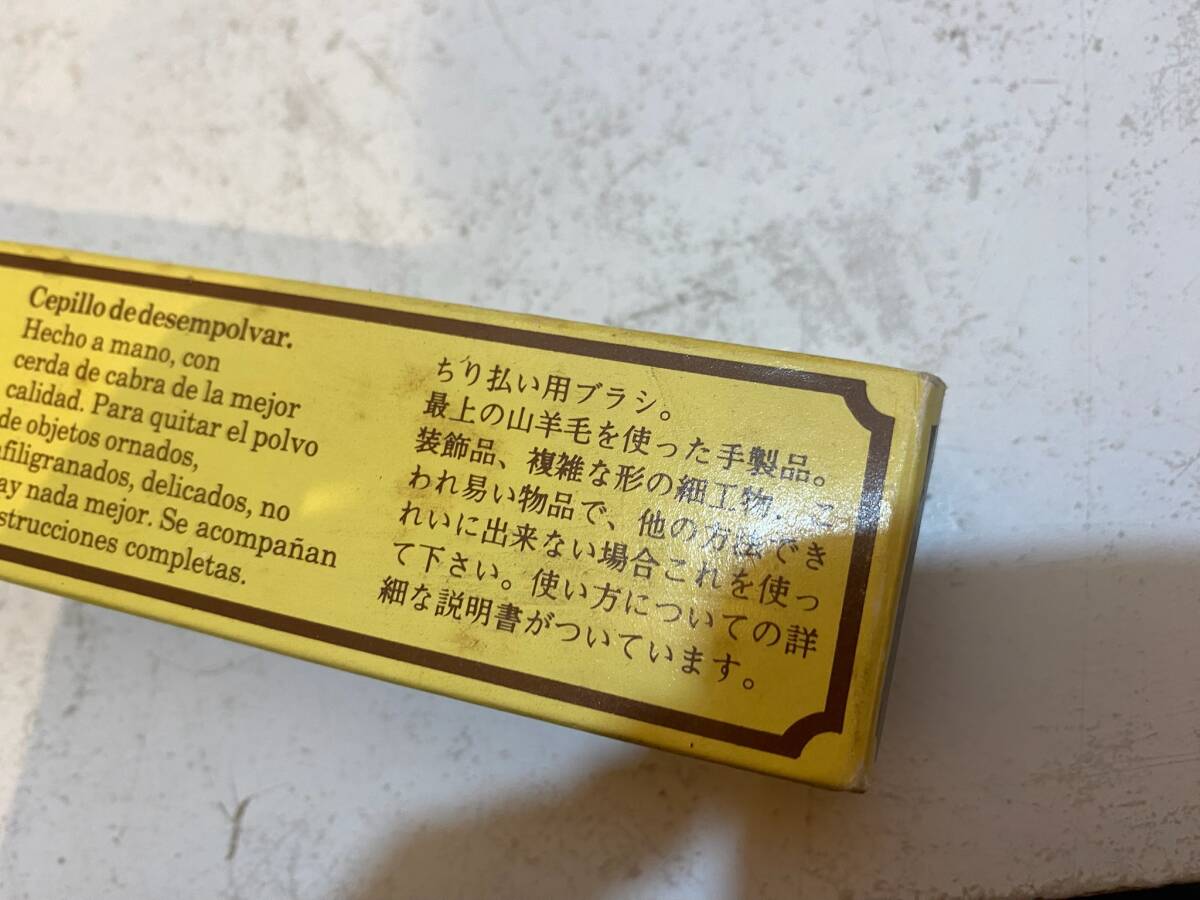 Cepillo de desempolvar.
Hecho a mano, con
cerda de cabra de la mejor
calidad. Para quitar el polvo
de objetos ornados,
afiligranados, delicados, no
ay nada mejor. Se acompañan
strucciones completas.
ちり払い用ブラシ。
最上の山羊毛を使った手製品。
装飾品、複雑な形の細工物、こ
われ易い物品で、他の方法でき
れいに出来ない場合これを使っ
て下さい。使い方についての詳
細な説明書がついています。